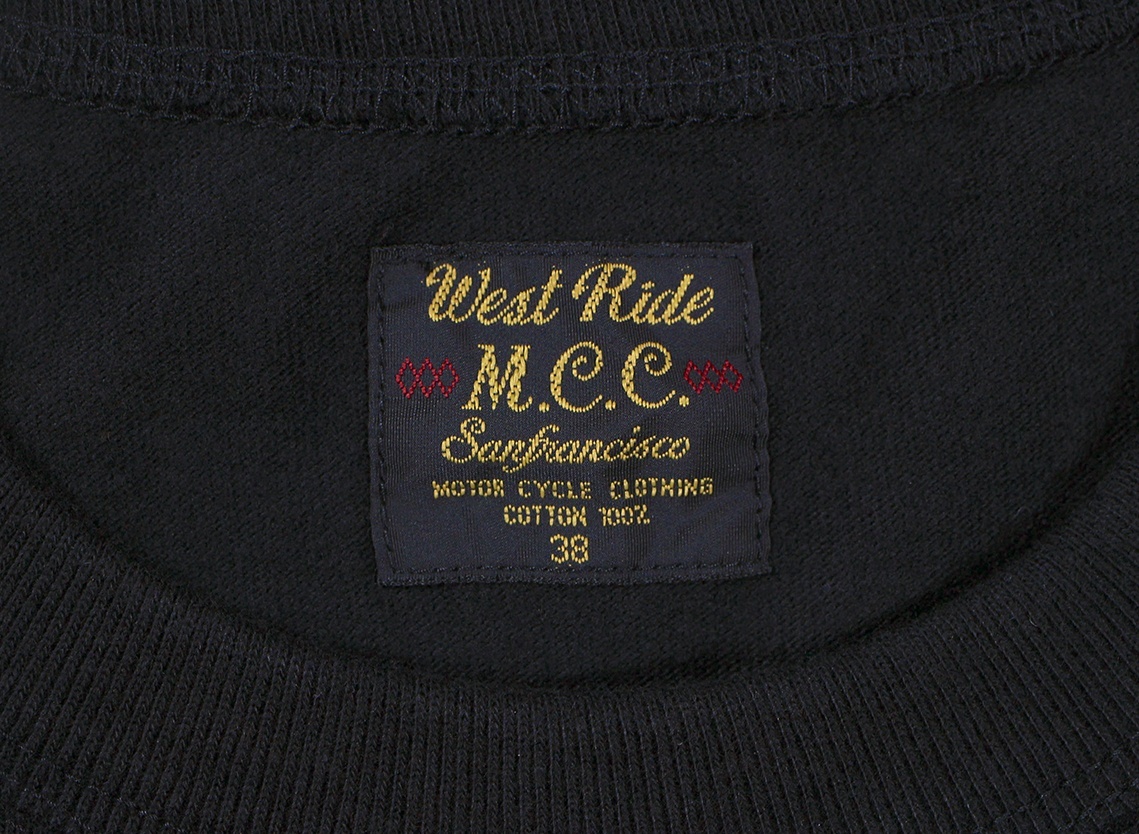 West Ride
M.C.C.
Sanfrancisco
MOTOR CYCLE CLOTHING
COTTON 100%
38